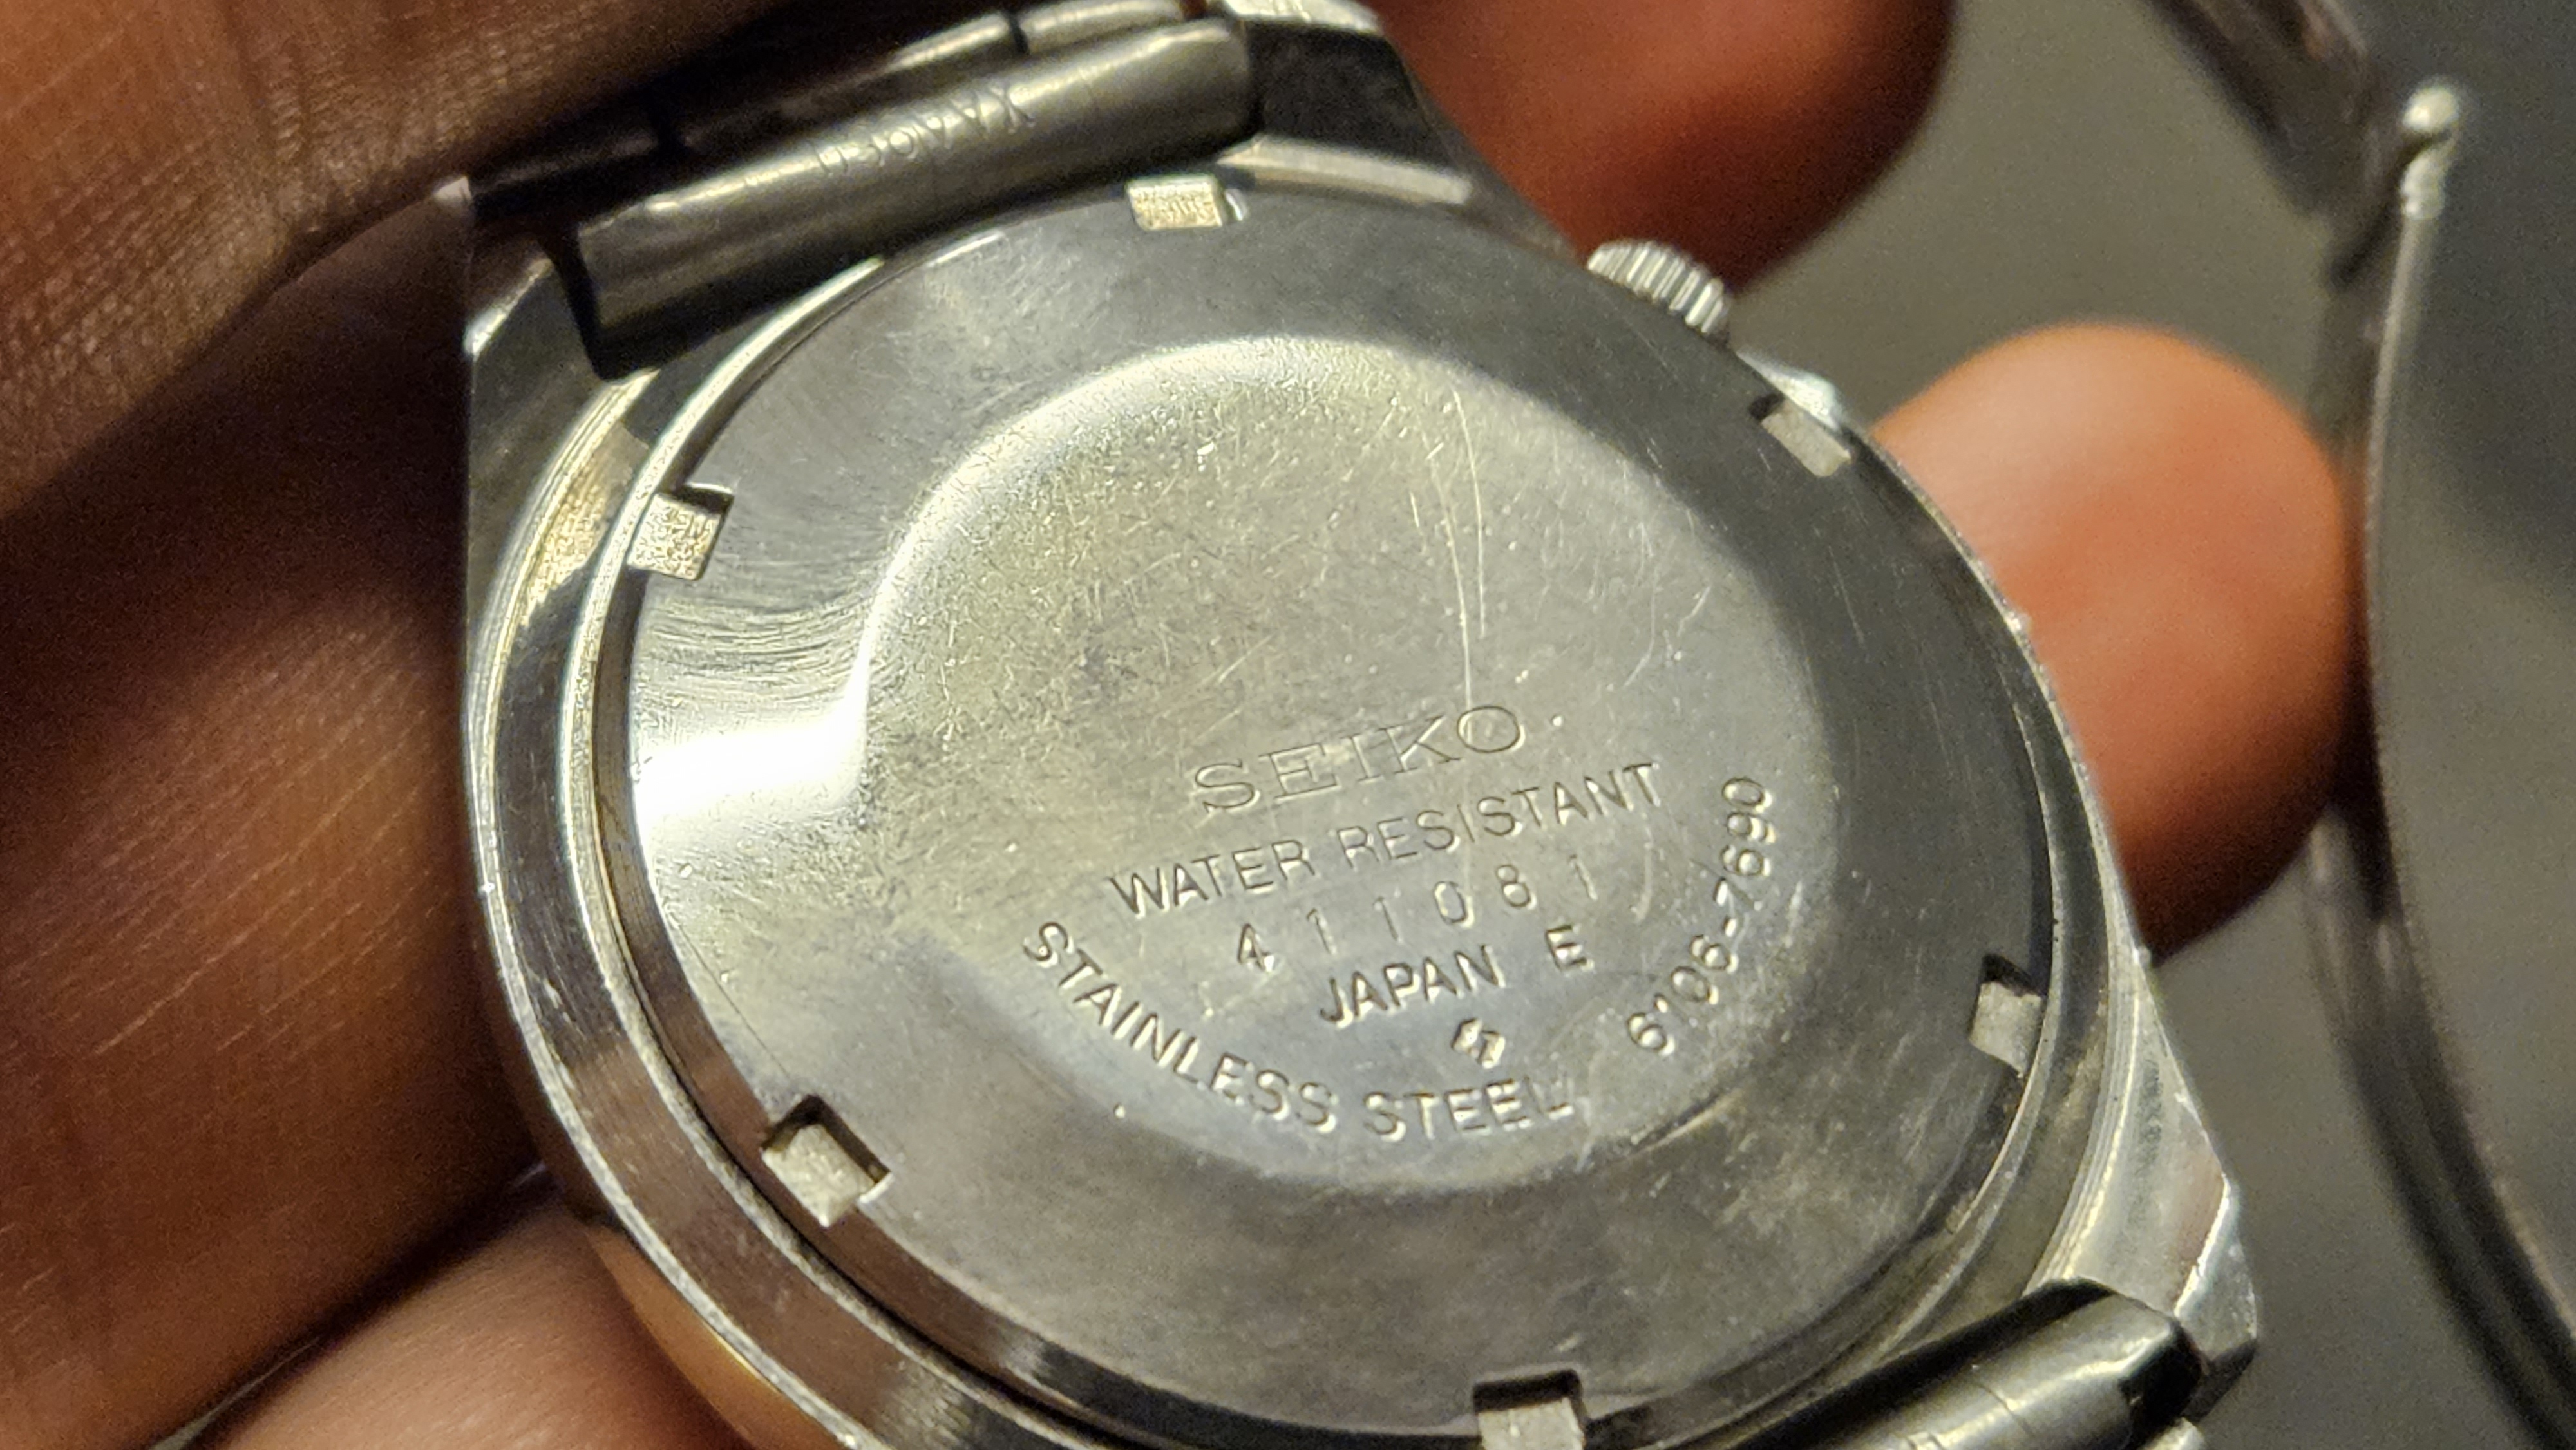 SEIKO
WATER RESISTANT
411081
JAPAN E
STAINLESS STEEL
6106-7690